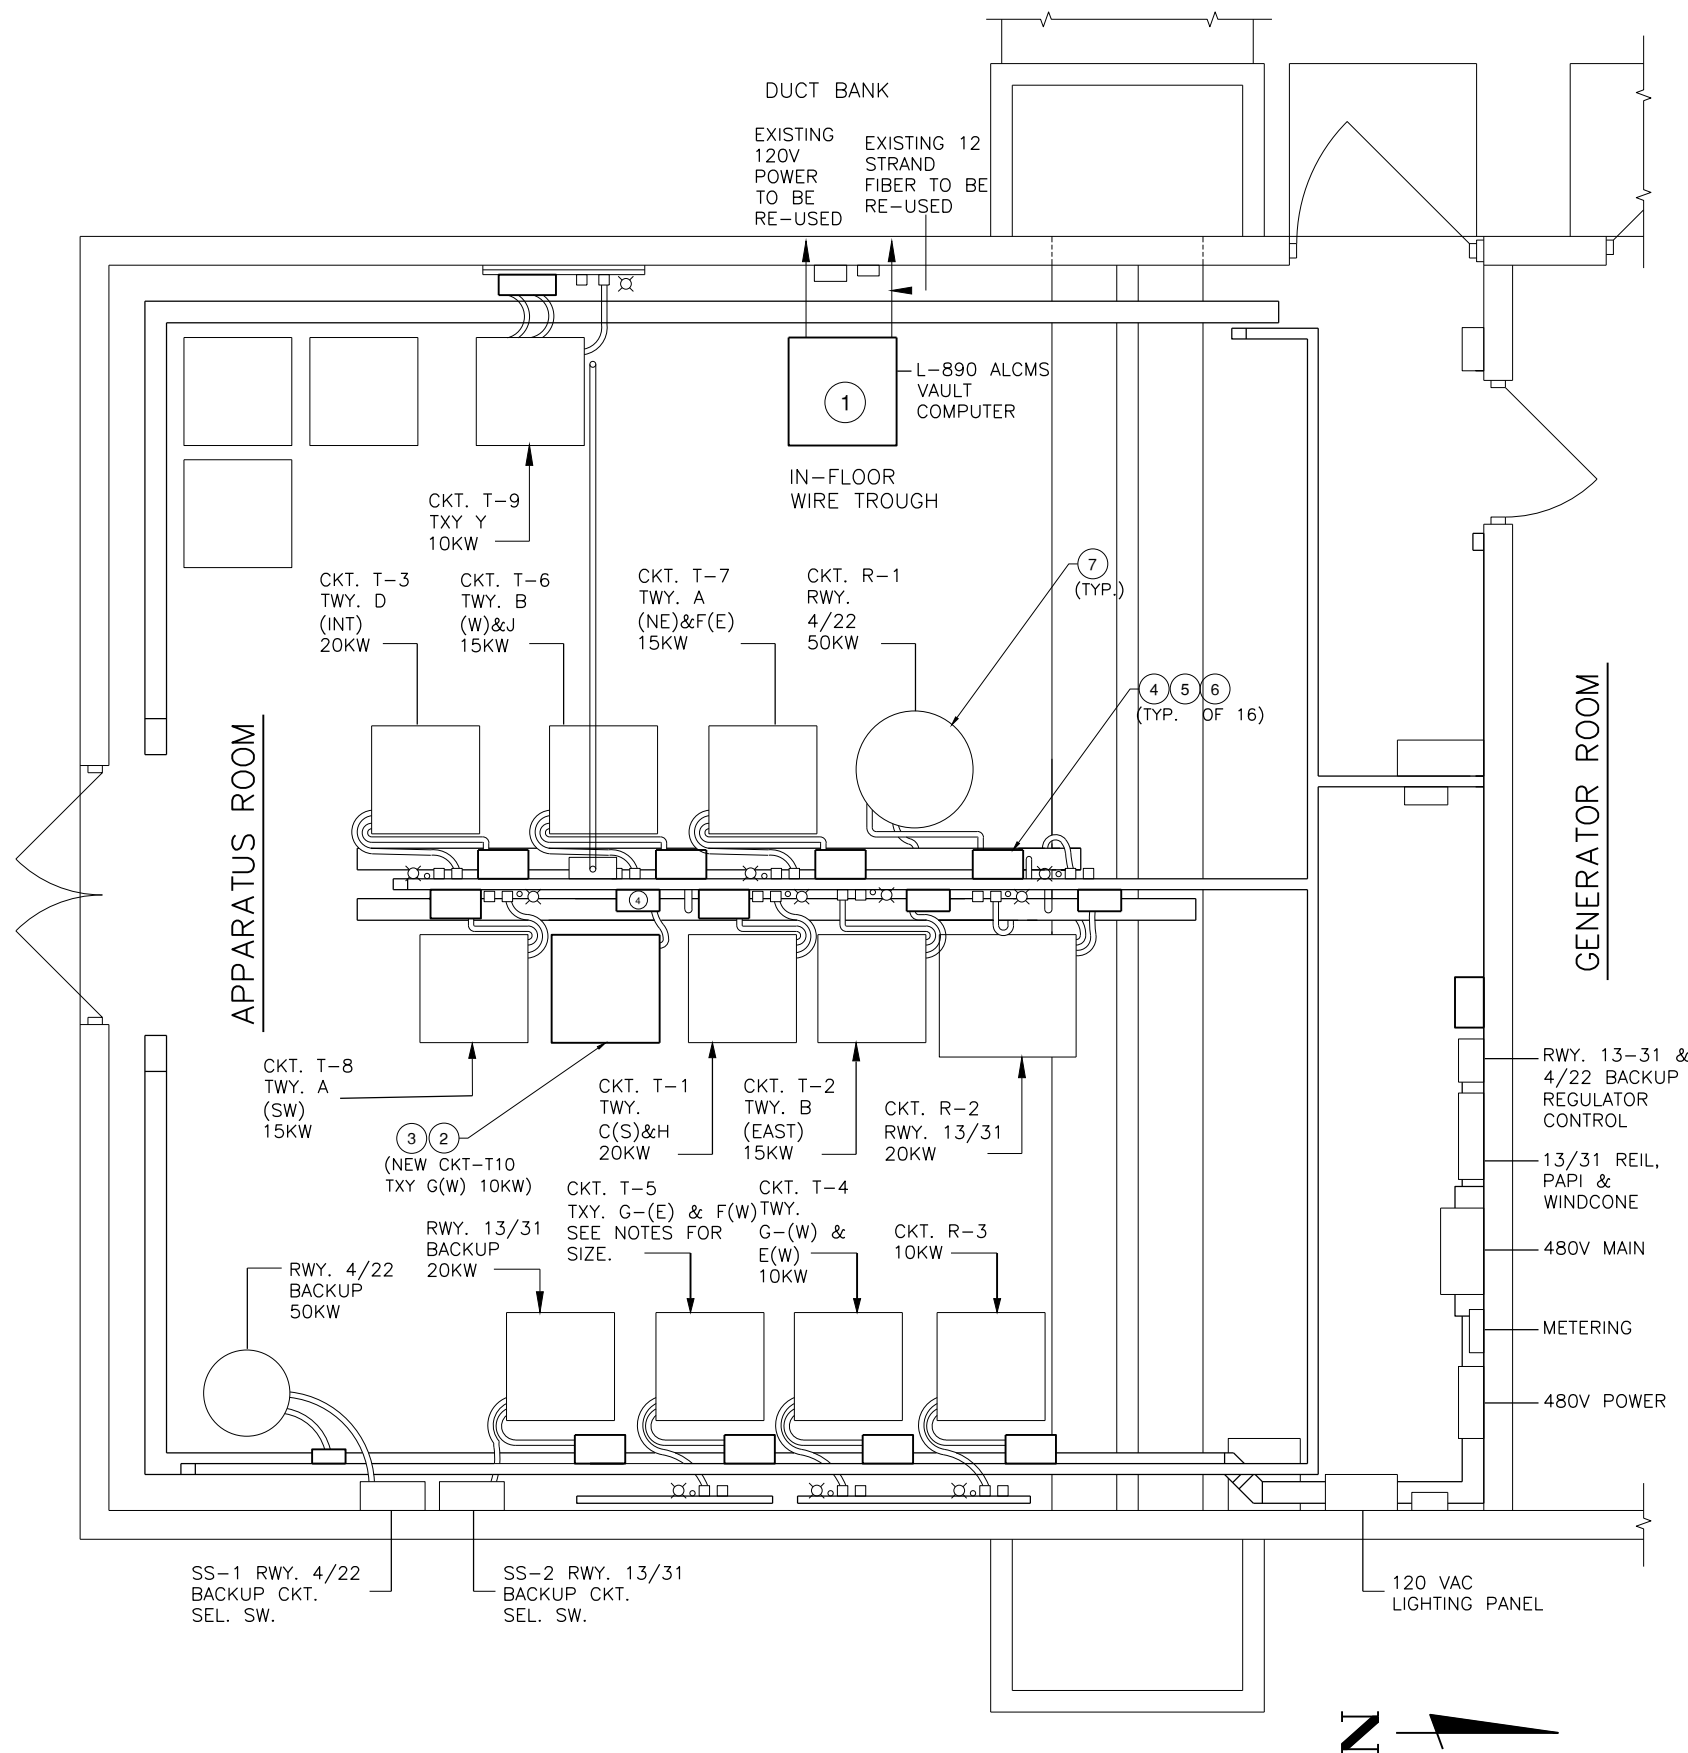 DUCT BANK
EXISTING
120V
POWER
TO BE
RE-USED
EXISTING 12
STRAND
FIBER TO BE
RE-USED
1
L-890 ALCMS
VAULT
COMPUTER
IN-FLOOR
WIRE TROUGH
CKT. T-9
TXY Y
10KW
CKT. T-3
TWY. D
(INT)
20KW
CKT. T-6
TWY. B
(W)&J
15KW
CKT. T-7
TWY. A
(NE)&F(E)
15KW
CKT. R-1
RWY.
4/22
50KW
7
(TYP.)
4 5 6
(TYP. OF 16)
APPARATUS ROOM
GENERATOR ROOM
4
CKT. T-8
TWY. A
(SW)
15KW
3 2
(NEW CKT-T10
TXY G(W) 10KW)
CKT. T-1
TWY.
C(S)&H
20KW
CKT. T-2
TWY. B
(EAST)
15KW
CKT. R-2
RWY. 13/31
20KW
RWY. 13-31 &
4/22 BACKUP
REGULATOR
CONTROL
13/31 REIL,
PAPI &
WINDCONE
480V MAIN
METERING
480V POWER
RWY. 4/22
BACKUP
50KW
RWY. 13/31
BACKUP
20KW
CKT. T-5
TXY. G-(E) & F(W)
SEE NOTES FOR
SIZE.
CKT. T-4
TWY.
G-(W) &
E(W)
10KW
CKT. R-3
10KW
SS-1 RWY. 4/22
BACKUP CKT.
SEL. SW.
SS-2 RWY. 13/31
BACKUP CKT.
SEL. SW.
120 VAC
LIGHTING PANEL
N